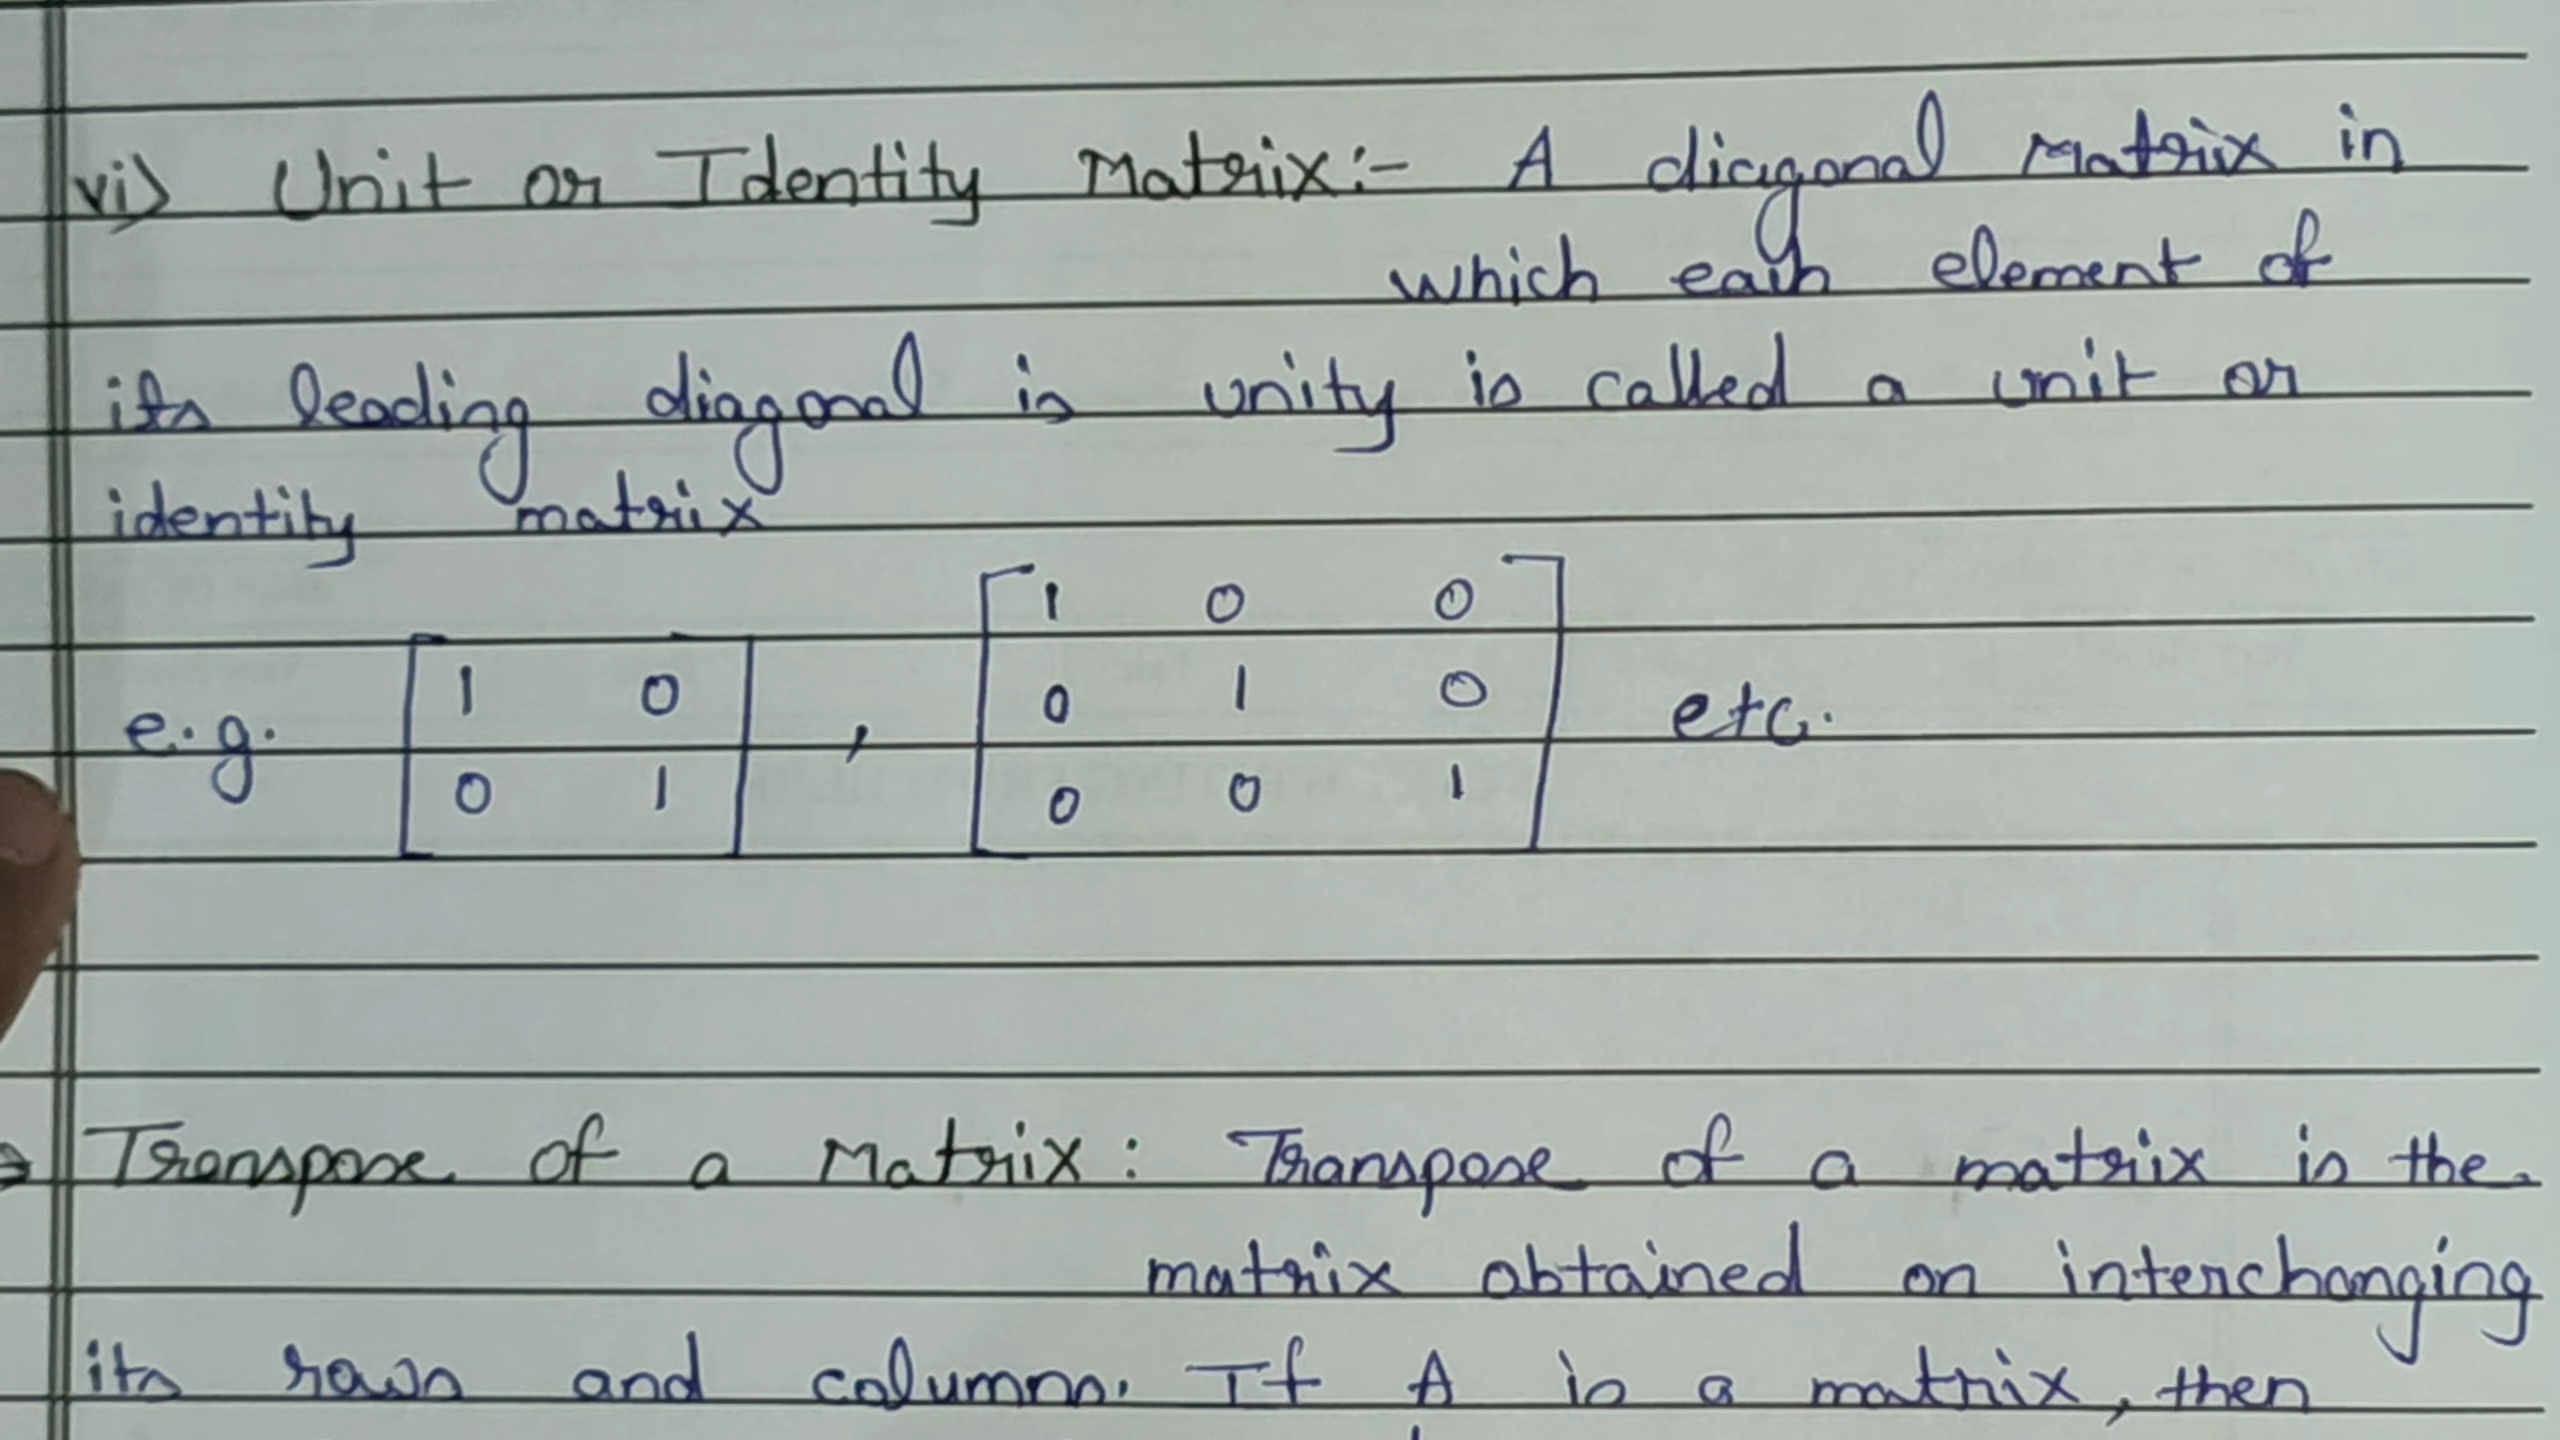 vi) Unit or Identity Matrix:- A diagonal Matrix in
which each element of
its leading diagonal is unity is called a unit or
identity matrix
e.g. [1 0
0 1] , [1 0 0
0 1 0
0 0 1] etc.
→ Transpose of a Matrix: Transpose of a matrix is the
matrix obtained on interchanging
its rows and columns. If A is a matrix, then